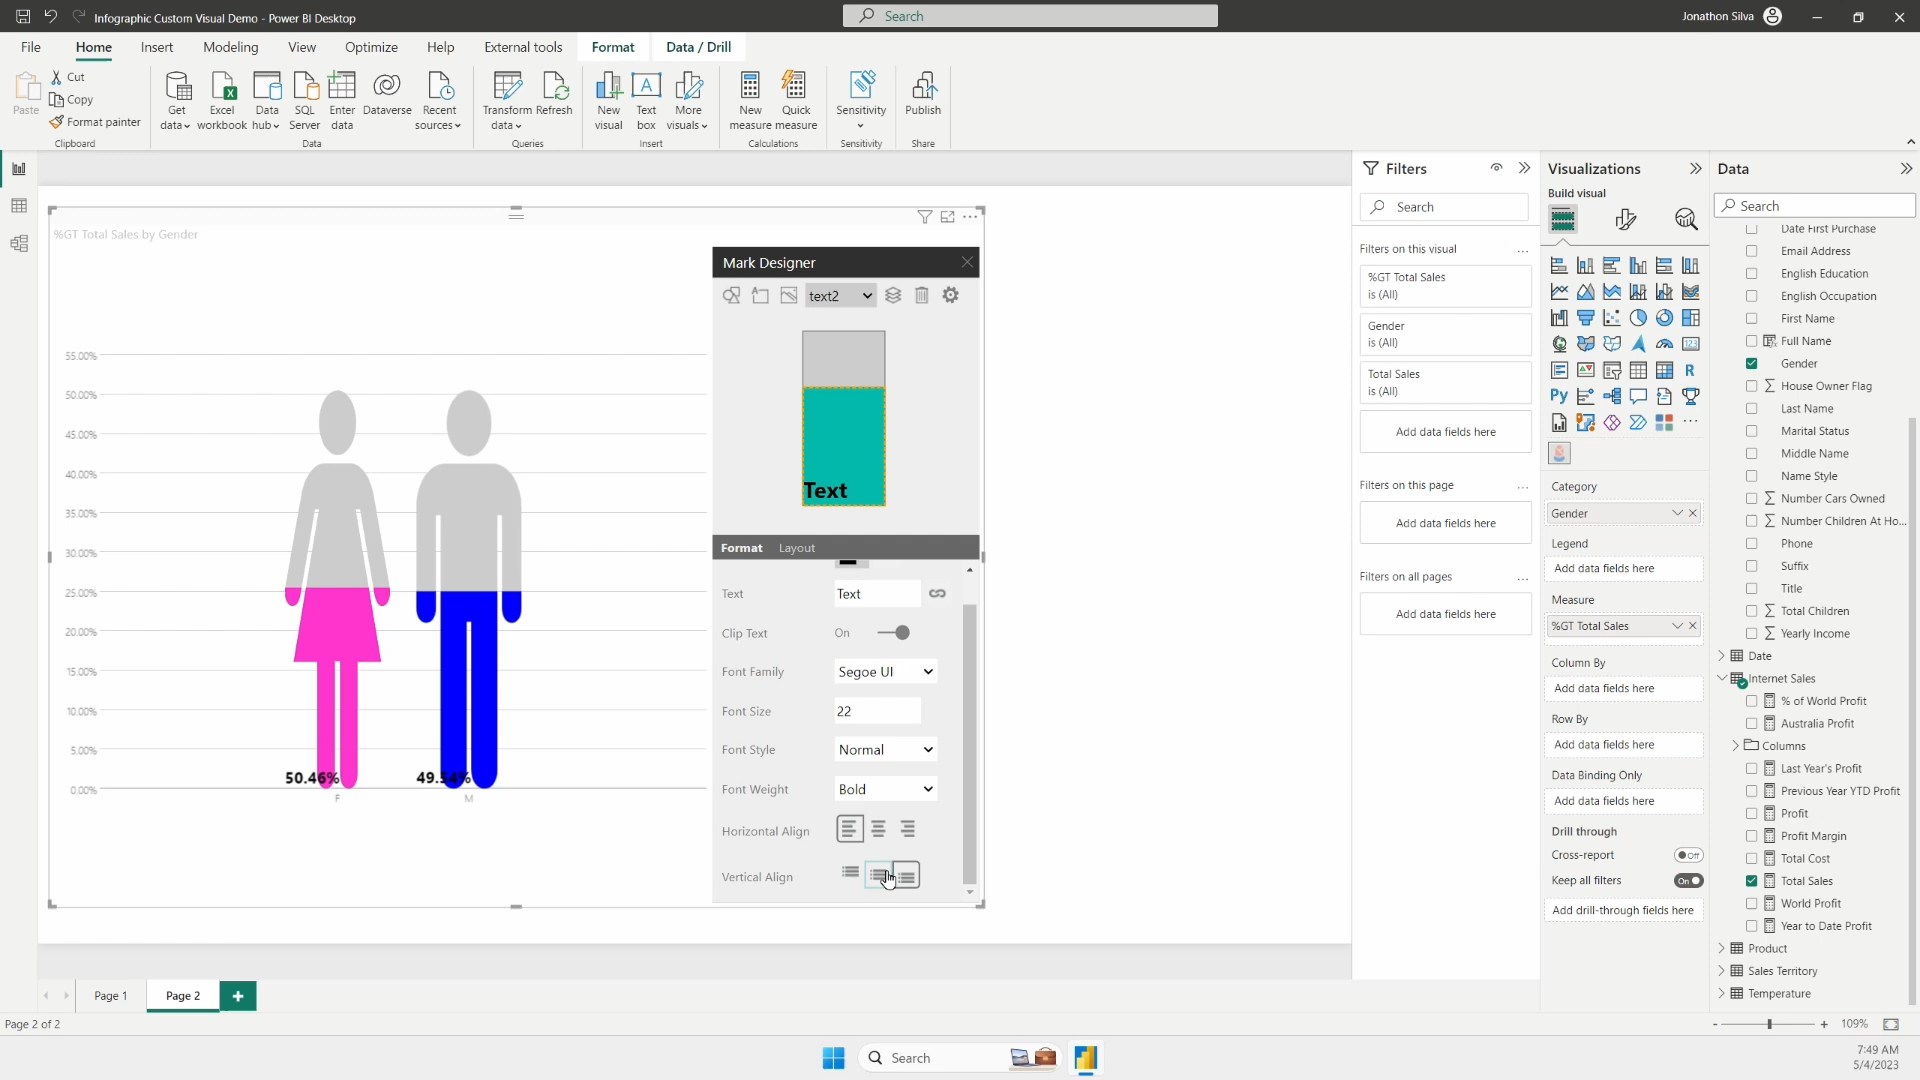 Infographic Custom Visual Demo - Power BI Desktop
Search
Jonathon Silva
File
Home
Insert
Modeling
View
Optimize
Help
External tools
Format
Data / Drill
Paste
Cut
Copy
Format painter
Clipboard
Get data
Excel workbook
Data hub
SQL Server
Enter data
Dataverse
Recent sources
Data
Transform data
Refresh
Queries
New visual
Text box
More visuals
Insert
New measure
Quick measure
Calculations
Sensitivity
Sensitivity
Publish
Share
%GT Total Sales by Gender
55.00%
50.00%
45.00%
40.00%
35.00%
30.00%
25.00%
20.00%
15.00%
10.00%
5.00%
0.00%
50.46%
49.54%
F
M
Mark Designer
text2
Text
Format
Layout
Text
Text
Clip Text
On
Font Family
Segoe UI
Font Size
22
Font Style
Normal
Font Weight
Bold
Horizontal Align
Vertical Align
Filters
Search
Filters on this visual
...
%GT Total Sales
is (All)
Gender
is (All)
Total Sales
is (All)
Add data fields here
Filters on this page
...
Add data fields here
Filters on all pages
...
Add data fields here
Visualizations
Build visual
123
R
Py
...
Category
Gender
Legend
Add data fields here
Measure
%GT Total Sales
Column By
Add data fields here
Row By
Add data fields here
Data Binding Only
Add data fields here
Drill through
Cross-report
Off
Keep all filters
On
Add drill-through fields here
Data
Search
Date First Purchase
Email Address
English Education
English Occupation
First Name
Full Name
Gender
House Owner Flag
Last Name
Marital Status
Middle Name
Name Style
Number Cars Owned
Number Children At Ho...
Phone
Suffix
Title
Total Children
Yearly Income
Date
Internet Sales
% of World Profit
Australia Profit
Columns
Last Year's Profit
Previous Year YTD Profit
Profit
Profit Margin
Total Cost
Total Sales
World Profit
Year to Date Profit
Product
Sales Territory
Temperature
Page 1
Page 2
Page 2 of 2
- + 109%
Search
7:49 AM
5/4/2023